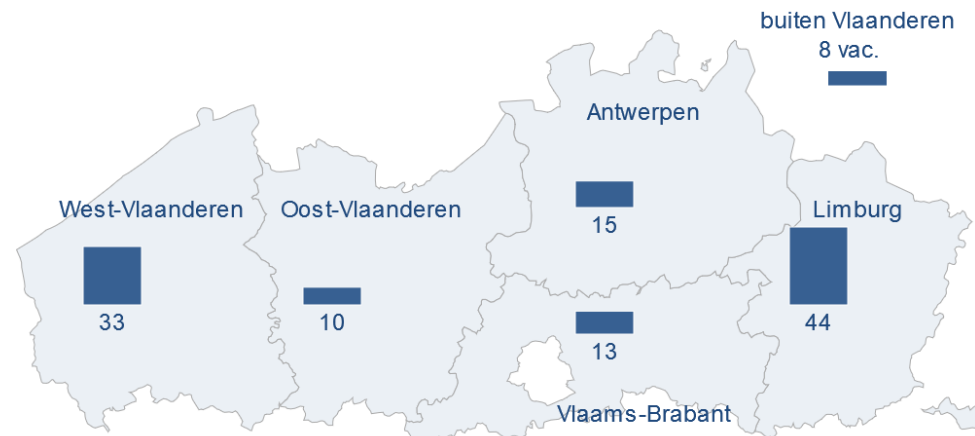 buiten Vlaanderen
8 vac.
Antwerpen
15
West-Vlaanderen
33
Oost-Vlaanderen
10
Limburg
44
13
Vlaams-Brabant